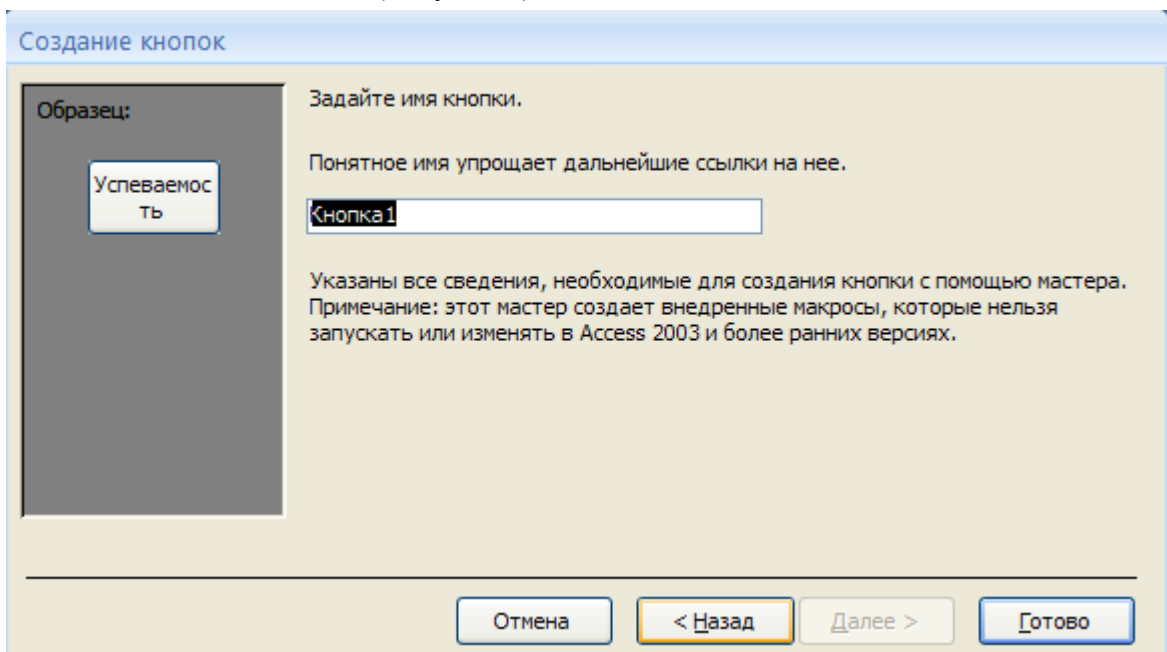 Создание кнопок
Образец:
Успеваемос
ть
Задайте имя кнопки.
Понятное имя упрощает дальнейшие ссылки на нее.
Кнопка1
Указаны все сведения, необходимые для создания кнопки с помощью мастера.
Примечание: этот мастер создает внедренные макросы, которые нельзя
запускать или изменять в Access 2003 и более ранних версиях.
Отмена
< Назад
Далее >
Готово